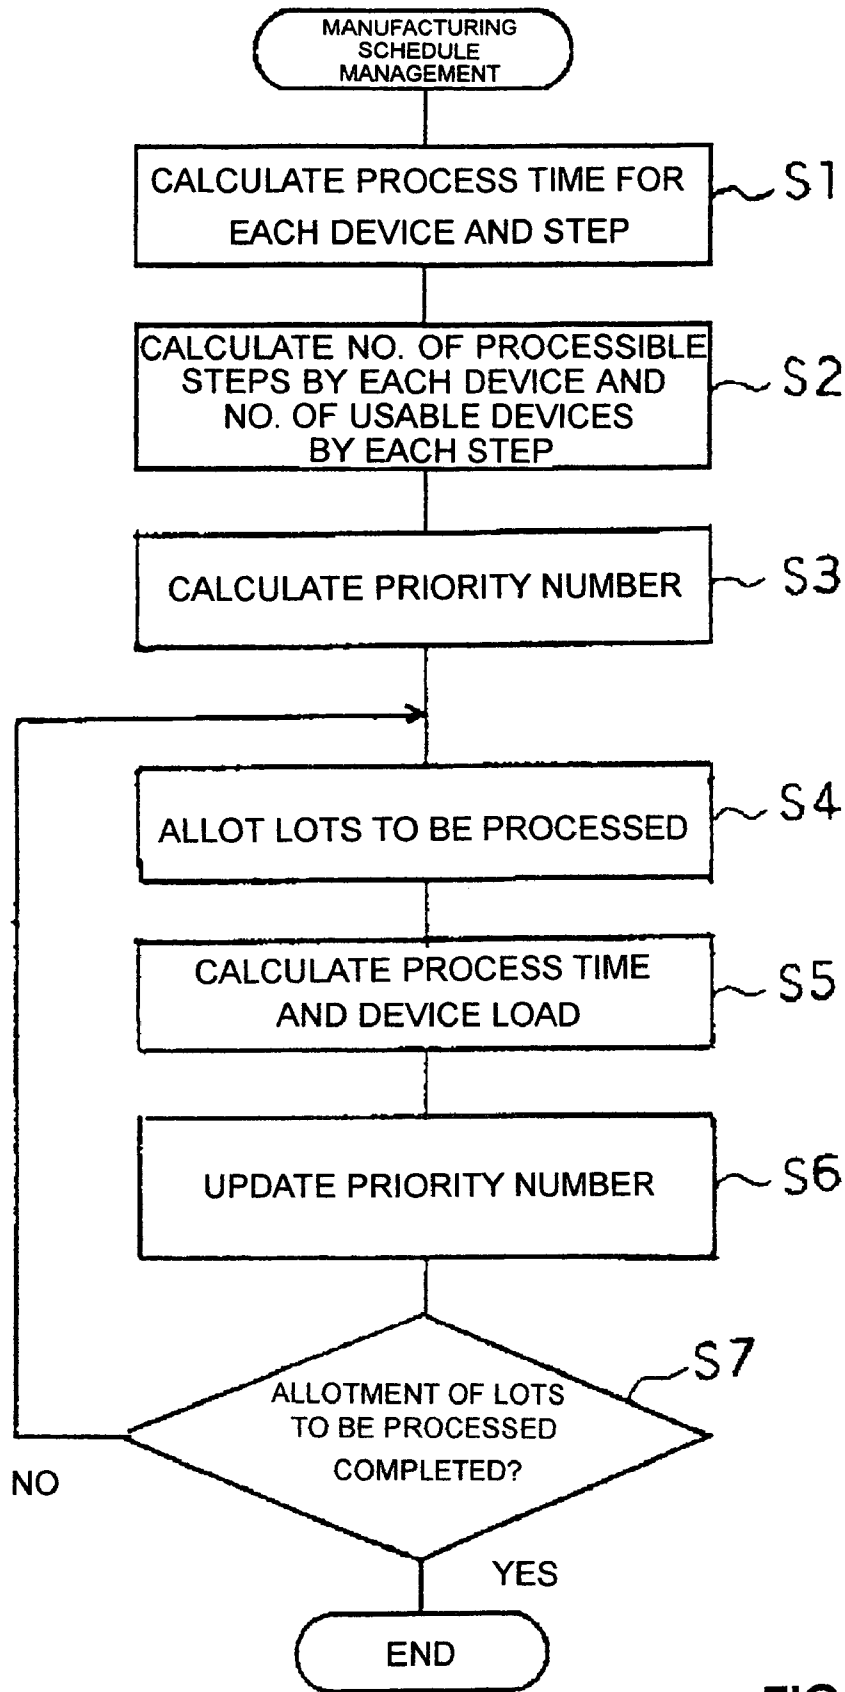 MANUFACTURING
SCHEDULE
MANAGEMENT
CALCULATE PROCESS TIME FOR
EACH DEVICE AND STEP
S1
CALCULATE NO. OF PROCESSIBLE
STEPS BY EACH DEVICE AND
NO. OF USABLE DEVICES
BY EACH STEP
S2
CALCULATE PRIORITY NUMBER
S3
ALLOT LOTS TO BE PROCESSED
S4
CALCULATE PROCESS TIME
AND DEVICE LOAD
S5
UPDATE PRIORITY NUMBER
S6
ALLOTMENT OF LOTS
TO BE PROCESSED
COMPLETED?
S7
NO
YES
END